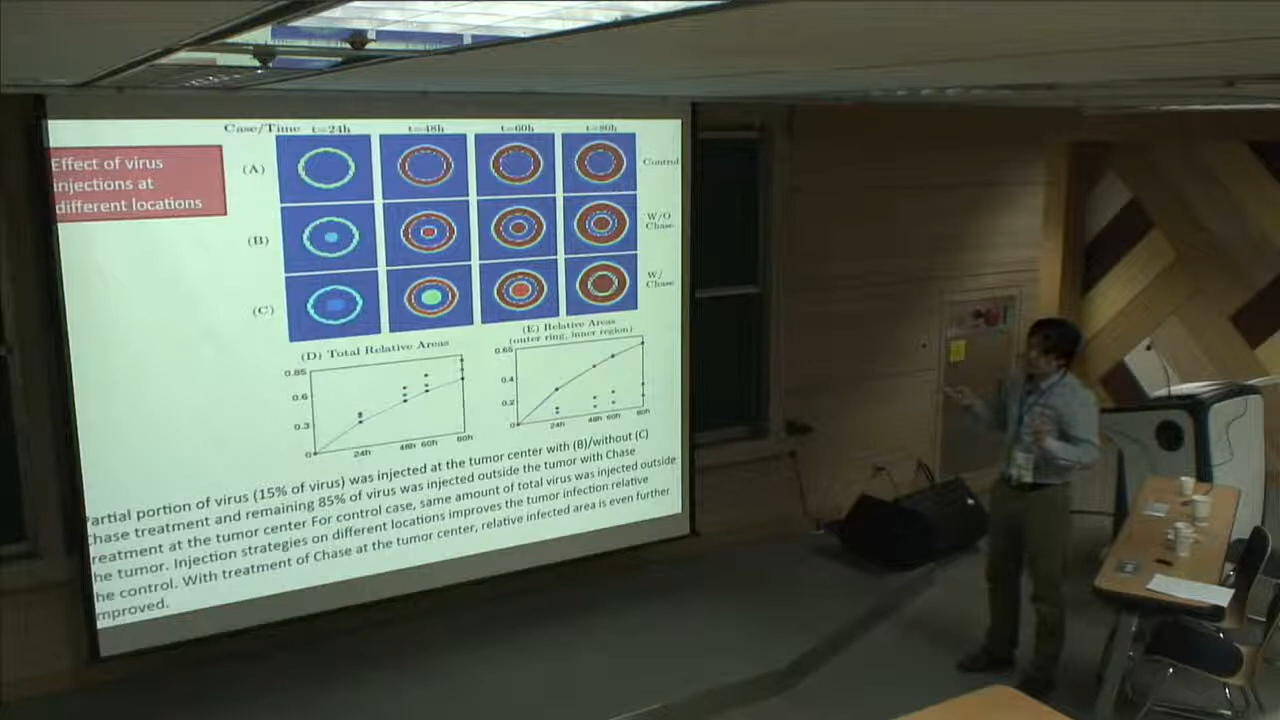 Effect of virus
injections at
different locations
Case/Time t=24h t=48h t=60h t=80h
(A) Control
(B) W/O
Chase
(C) W/
Chase
(D) Total Relative Areas
0.85
0.6
0.3
0
24h 48h 60h 80h
(E) Relative Areas
(outer ring, inner region)
0.65
0.4
0.2
0
24h 48h 60h 80h
Partial portion of virus (15% of virus) was injected at the tumor center with (B)/without (C)
Chase treatment and remaining 85% of virus was injected outside the tumor with Chase
reatment at the tumor center For control case, same amount of total virus was injected outside
he tumor. Injection strategies on different locations improves the tumor infection relative
he control. With treatment of Chase at the tumor center, relative infected area is even further
mproved.